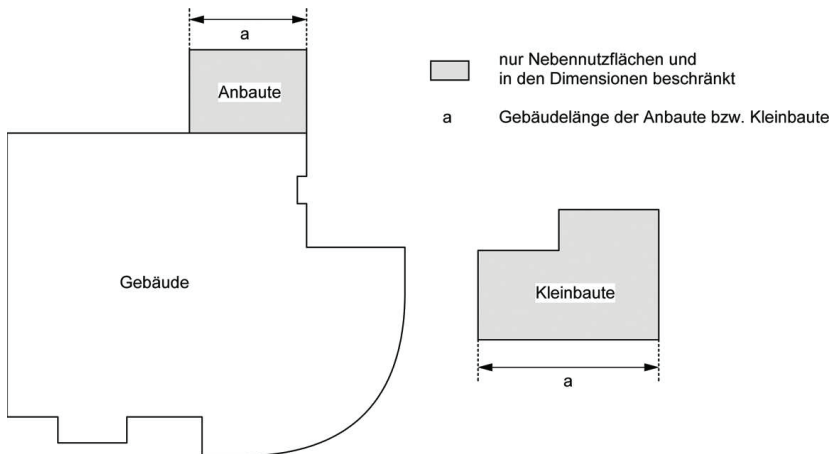 a
Anbaute
nur Nebennutzflächen und
in den Dimensionen beschränkt
a Gebäudelänge der Anbaute bzw. Kleinbaute
Gebäude
Kleinbaute
a